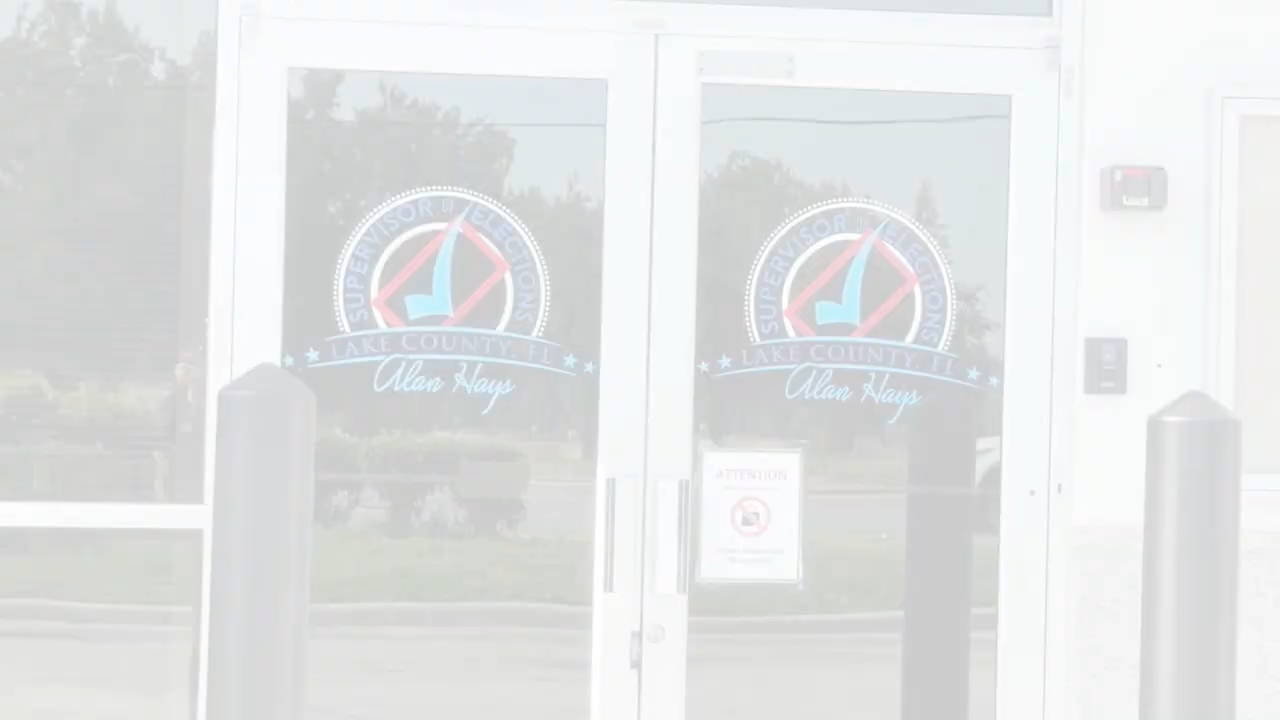 SUPERVISOR OF ELECTIONS
LAKE COUNTY, FL
Alan Hays
SUPERVISOR OF ELECTIONS
LAKE COUNTY, FL
Alan Hays
ATTENTION